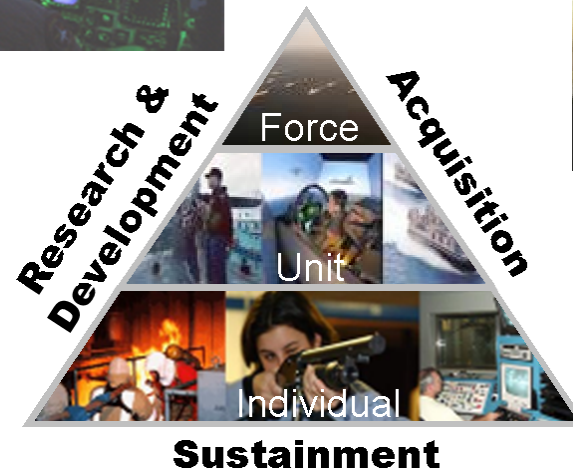 Research &
Development
Acquisition
Force
Unit
Individual
Sustainment